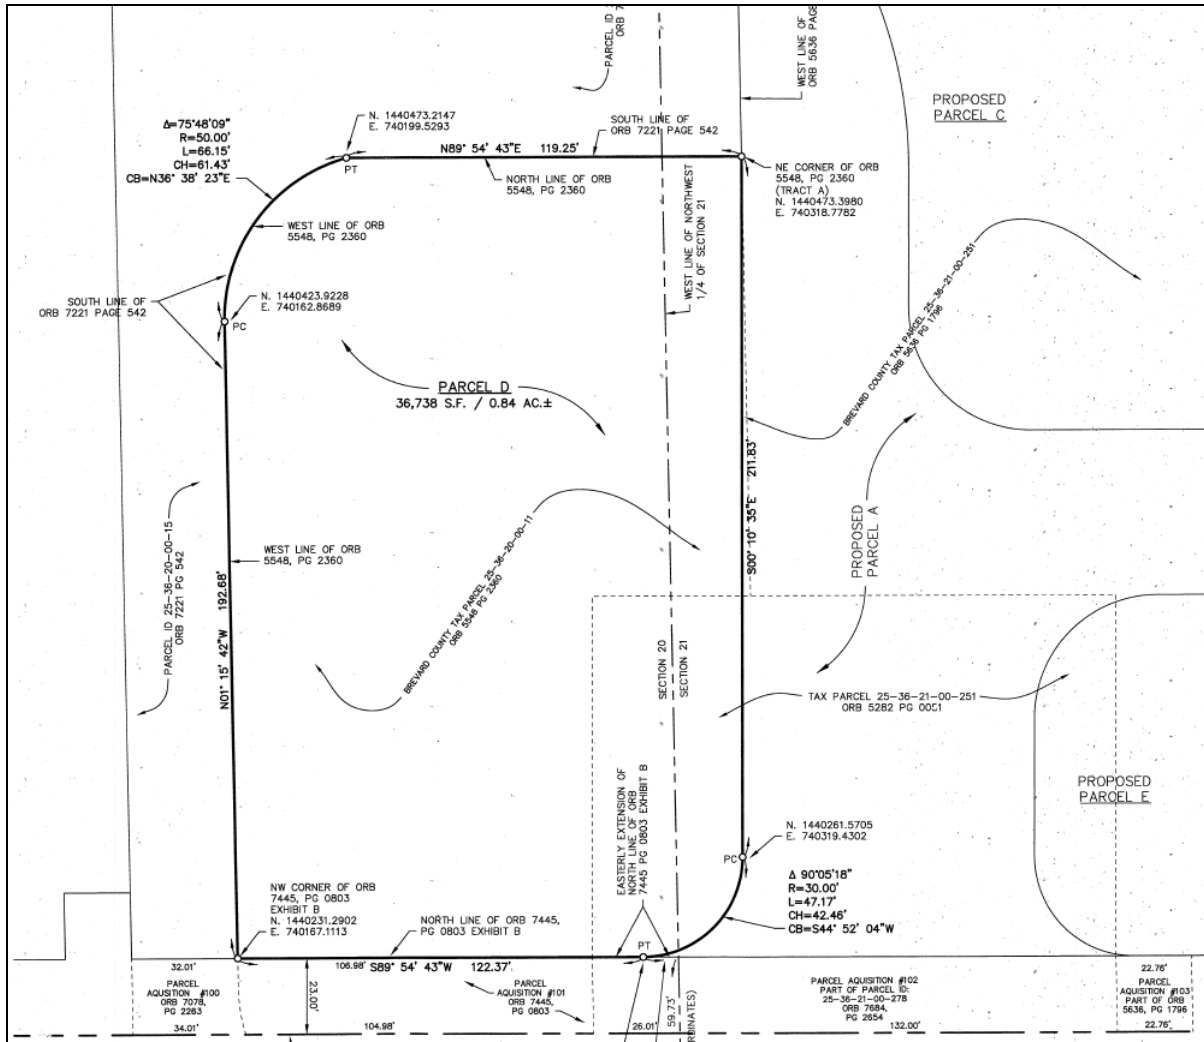 PARCEL ID
ORB 7
WEST LINE OF
ORB 5636 PAGE
PROPOSED
PARCEL C
Δ=75°48'09"
R=50.00'
L=66.15'
CH=61.43'
CB=N36° 38' 23"E
N. 1440473.2147
E. 740199.5293
PT
SOUTH LINE OF
ORB 7221 PAGE 542
N89° 54' 43"E 119.25'
NORTH LINE OF ORB
5548, PG 2360
NE CORNER OF ORB
5548, PG 2360
(TRACT A)
N. 1440473.3980
E. 740318.7782
WEST LINE OF ORB
5548, PG 2360
WEST LINE OF NORTHWEST
1/4 OF SECTION 21
SOUTH LINE OF
ORB 7221 PAGE 542
N. 1440423.9228
E. 740162.8689
PC
BREVARD COUNTY TAX PARCEL 25-36-21-00-251
ORB 5636 PG 1796
PARCEL D
36,738 S.F. / 0.84 AC.±
S00° 10' 35"E 211.83'
PARCEL ID 25-36-20-00-15
ORB 7221 PG 542
WEST LINE OF ORB
5548, PG 2360
N01° 15' 42"W 192.68'
BREVARD COUNTY TAX PARCEL 25-36-20-00-11
ORB 5548 PG 2360
PROPOSED
PARCEL A
SECTION 20
SECTION 21
TAX PARCEL 25-36-21-00-251
ORB 5282 PG 0051
PROPOSED
PARCEL E
EASTERLY EXTENSION OF
NORTH LINE OF ORB
7445 PG 0803 EXHIBIT B
N. 1440261.5705
E. 740319.4302
PC
Δ 90°05'18"
R=30.00'
L=47.17'
CH=42.46'
CB=S44° 52' 04"W
NW CORNER OF ORB
7445, PG 0803
EXHIBIT B
N. 1440231.2902
E. 740167.1113
NORTH LINE OF ORB 7445,
PG 0803 EXHIBIT B
PT
32.01'
106.98' S89° 54' 43"W 122.37'
22.76'
PARCEL
AQUSITION #100
ORB 7078,
PG 2263
23.00'
PARCEL
AQUSITION #101
ORB 7445,
PG 0803
59.73'
RDINATES)
PARCEL AQUISITION #102
PART OF PARCEL ID:
25-36-21-00-278
ORB 7684,
PG 2654
PARCEL
AQUISITION #103
PART OF ORB
5636, PG 1796
34.01'
104.98'
26.01'
132.00'
22.76'